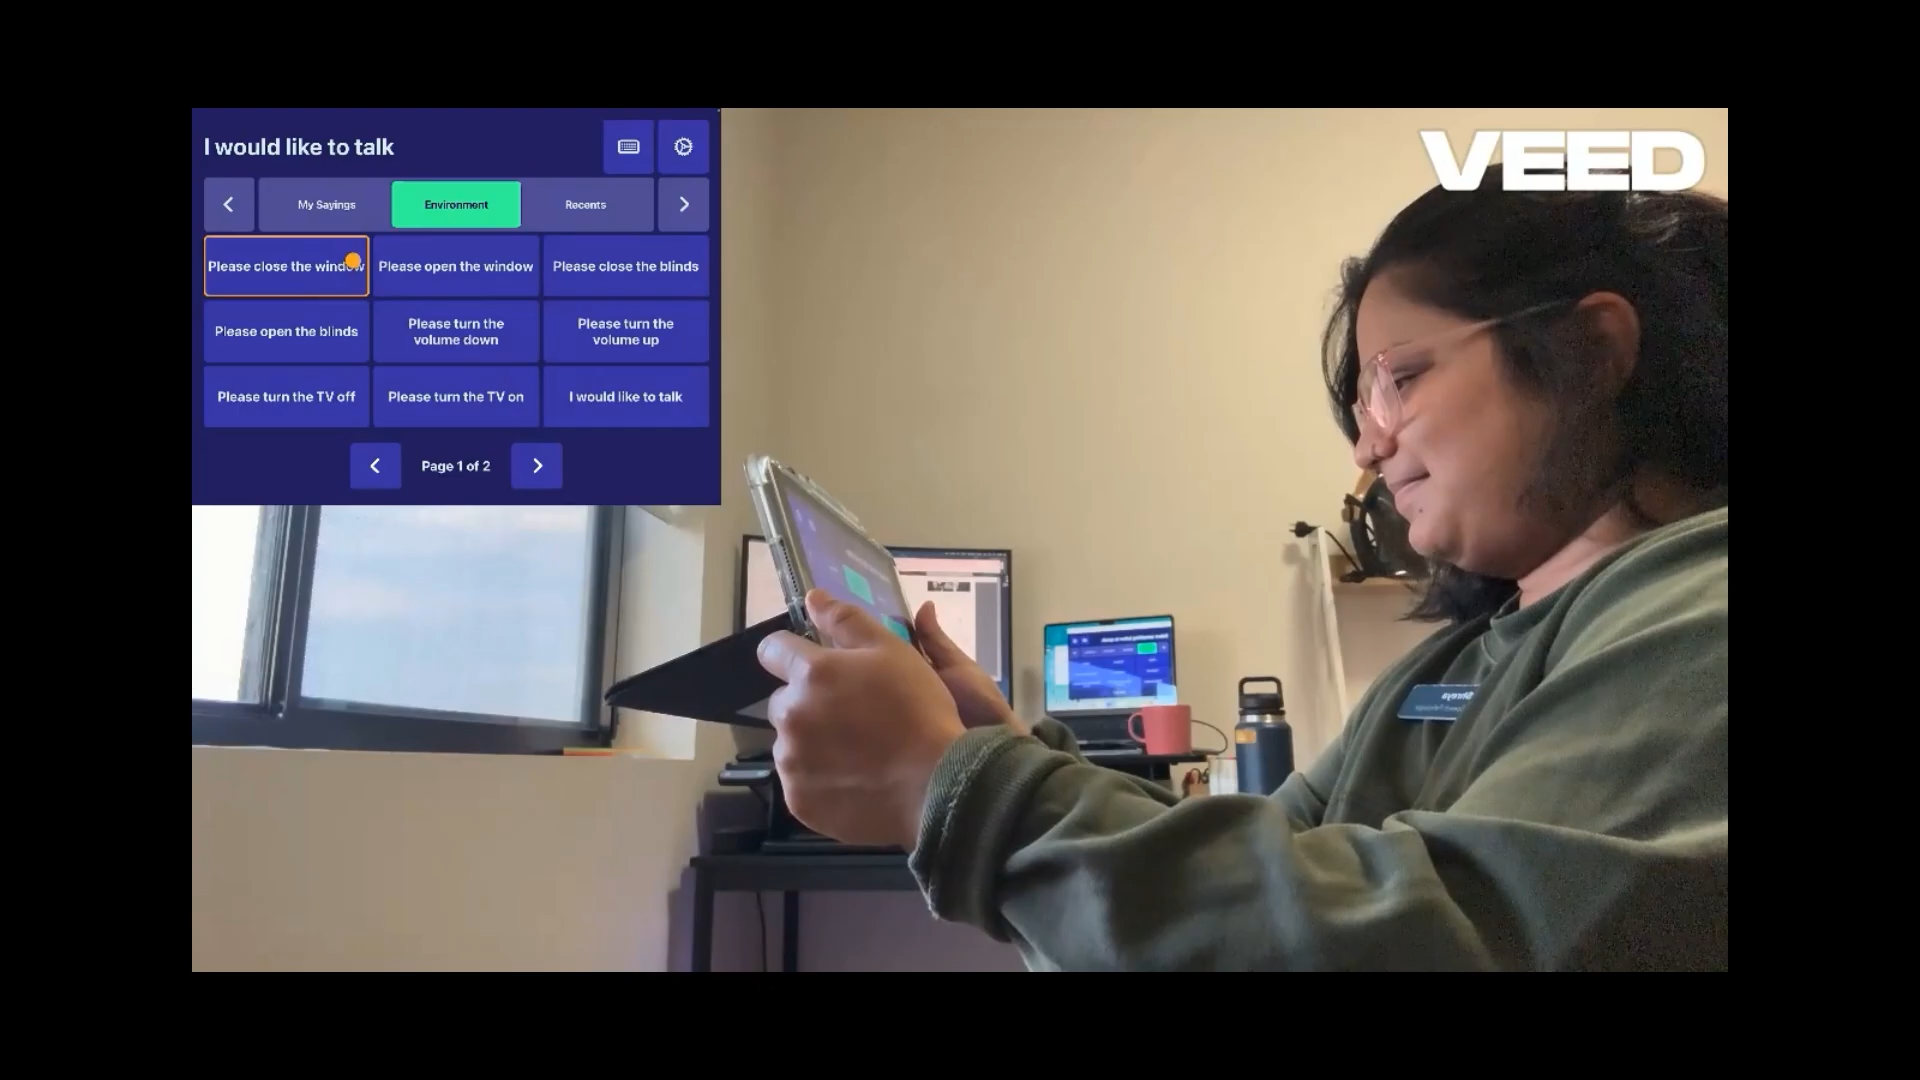 VEED
I would like to talk
My Sayings
Environment
Recents
Please close the window
Please open the window
Please close the blinds
Please open the blinds
Please turn the
volume down
Please turn the
volume up
Please turn the TV off
Please turn the TV on
I would like to talk
Page 1 of 2
Shreya